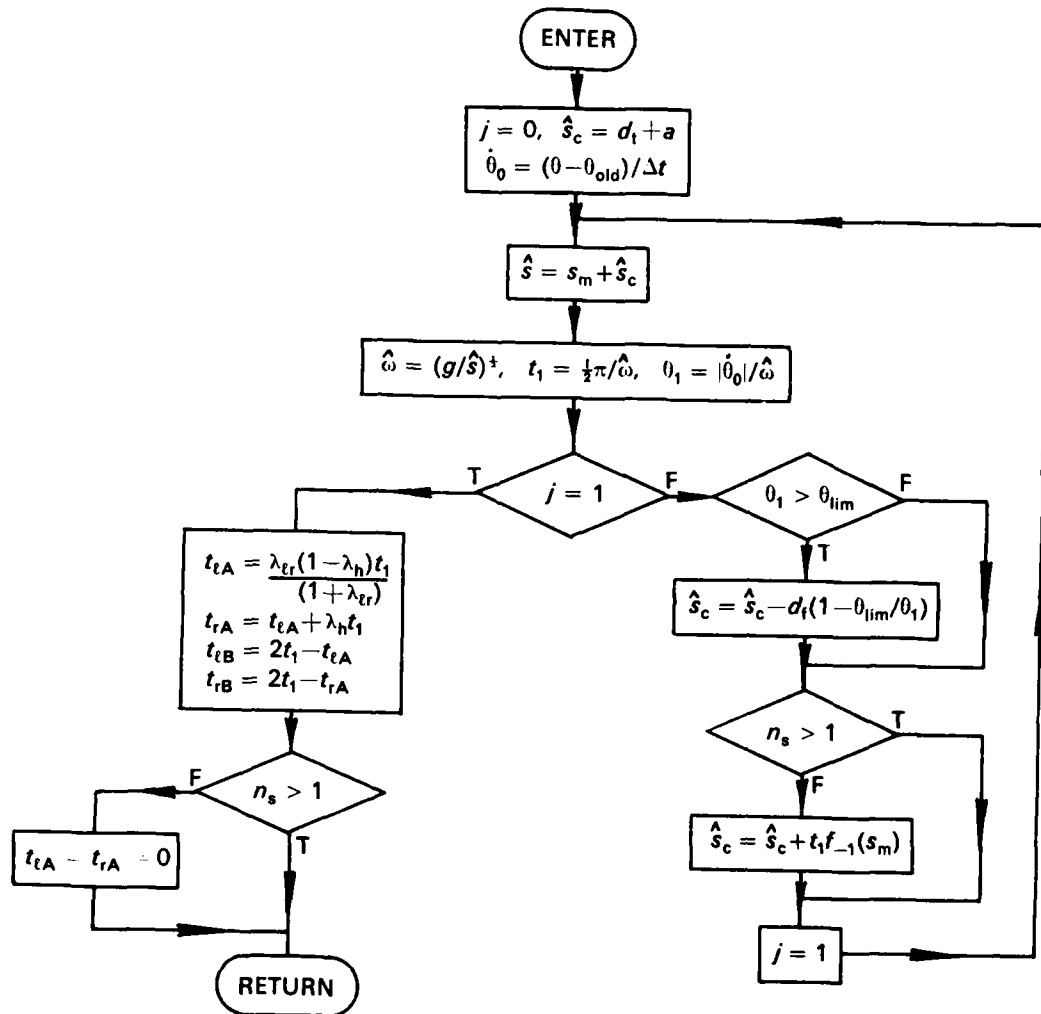 ENTER
j = 0, ŝ_c = d_t + a
θ̇_0 = (θ−θ_old)/Δt
ŝ = s_m + ŝ_c
ω̂ = (g/ŝ)^½, t_1 = ½π/ω̂, θ_1 = |θ̇_0|/ω̂
T
j = 1
F
θ_1 > θ_lim
F
T
t_ℓA = λ_ℓr(1−λ_h)t_1
(1+λ_ℓr)
t_rA = t_ℓA + λ_h t_1
t_ℓB = 2t_1 − t_ℓA
t_rB = 2t_1 − t_rA
ŝ_c = ŝ_c − d_f(1−θ_lim/θ_1)
n_s > 1
T
F
F
n_s > 1
T
ŝ_c = ŝ_c + t_1 f_−1(s_m)
t_ℓA − t_rA = 0
j = 1
RETURN